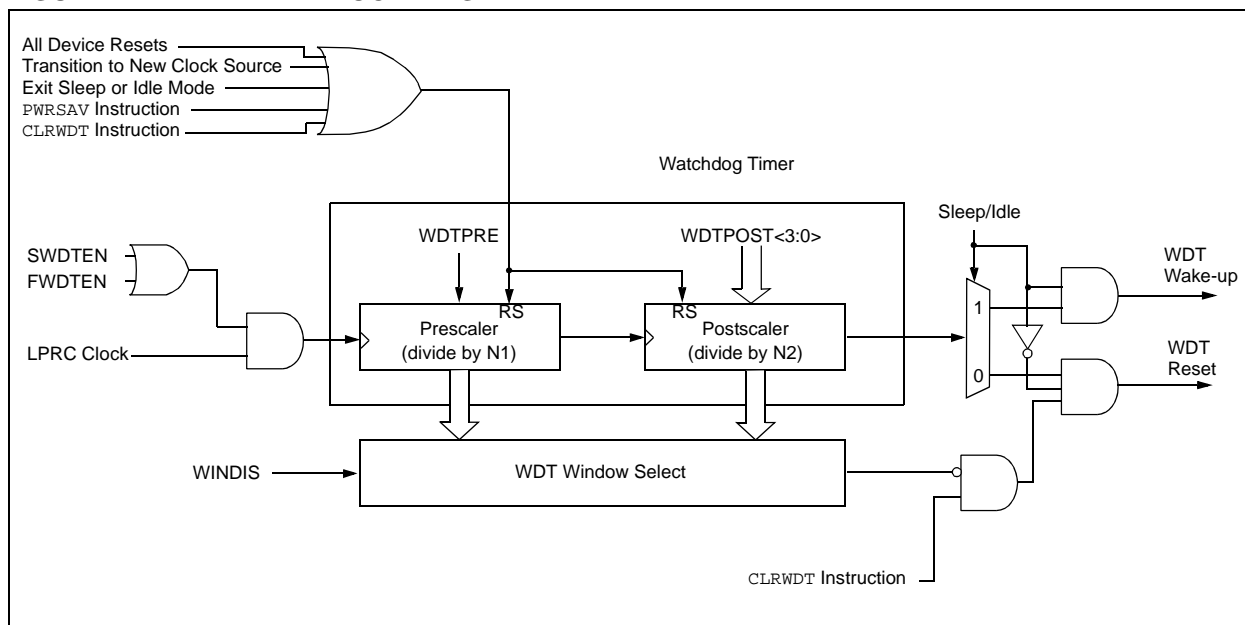 All Device Resets
Transition to New Clock Source
Exit Sleep or Idle Mode
PWRSAV Instruction
CLRWDT Instruction
Watchdog Timer
Sleep/Idle
WDTPRE
WDTPOST<3:0>
SWDTEN
FWDTEN
WDT
Wake-up
RS
RS
1
Prescaler
(divide by N1)
Postscaler
(divide by N2)
LPRC Clock
WDT
Reset
0
WINDIS
WDT Window Select
CLRWDT Instruction